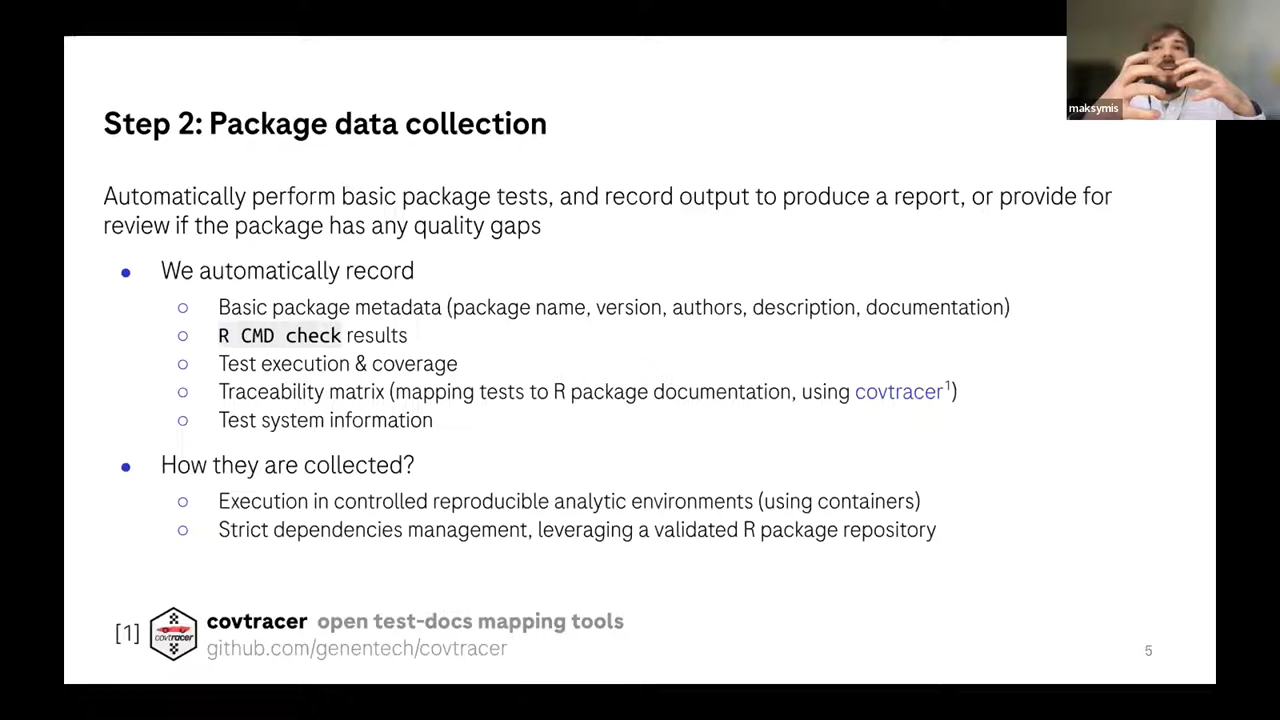 maksymis
Step 2: Package data collection
Automatically perform basic package tests, and record output to produce a report, or provide for
review if the package has any quality gaps
● We automatically record
○ Basic package metadata (package name, version, authors, description, documentation)
○ R CMD check results
○ Test execution & coverage
○ Traceability matrix (mapping tests to R package documentation, using covtracer¹)
○ Test system information
● How they are collected?
○ Execution in controlled reproducible analytic environments (using containers)
○ Strict dependencies management, leveraging a validated R package repository
[1] covtracer covtracer open test-docs mapping tools
github.com/genentech/covtracer
5